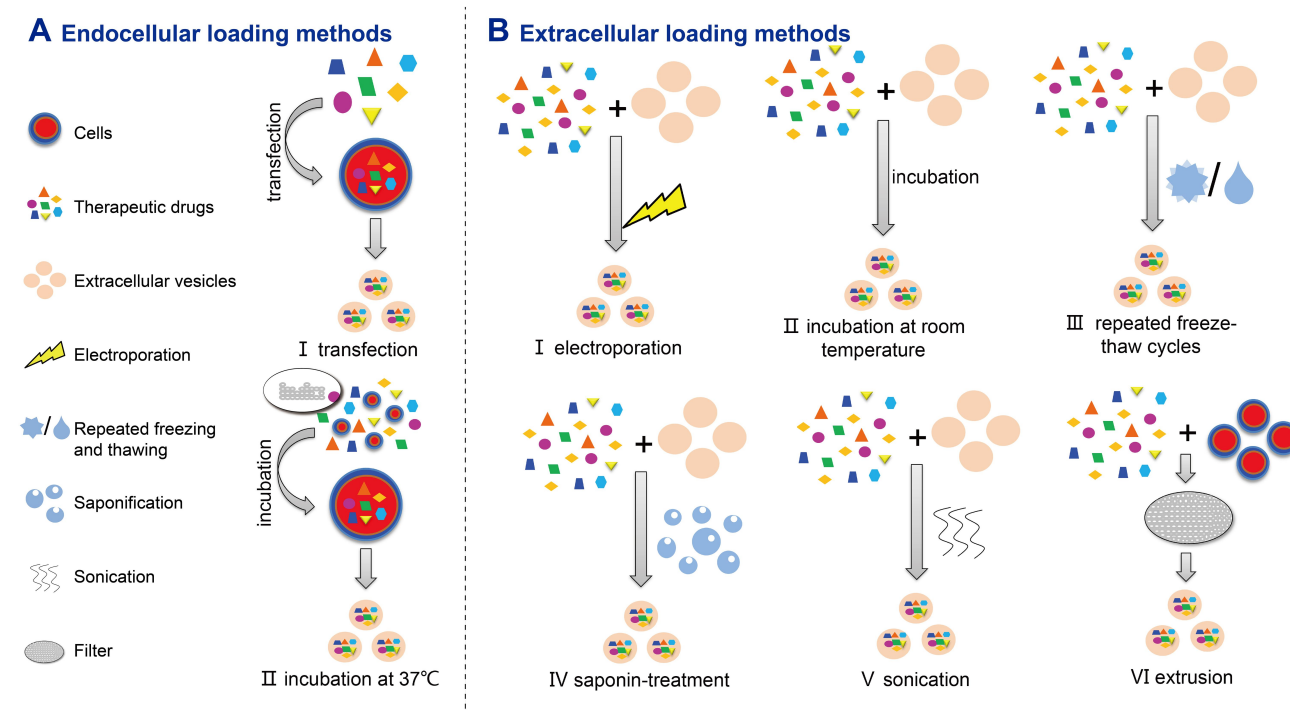 A Endocellular loading methods
Cells
Therapeutic drugs
Extracellular vesicles
Electroporation
/
Repeated freezing
and thawing
Saponification
Sonication
Filter
transfection
Ⅰ transfection
incubation
Ⅱ incubation at 37℃
B Extracellular loading methods
+
Ⅰ electroporation
+
incubation
Ⅱ incubation at room
temperature
+
/
Ⅲ repeated freeze-
thaw cycles
+
Ⅳ saponin-treatment
+
Ⅴ sonication
+
Ⅵ extrusion